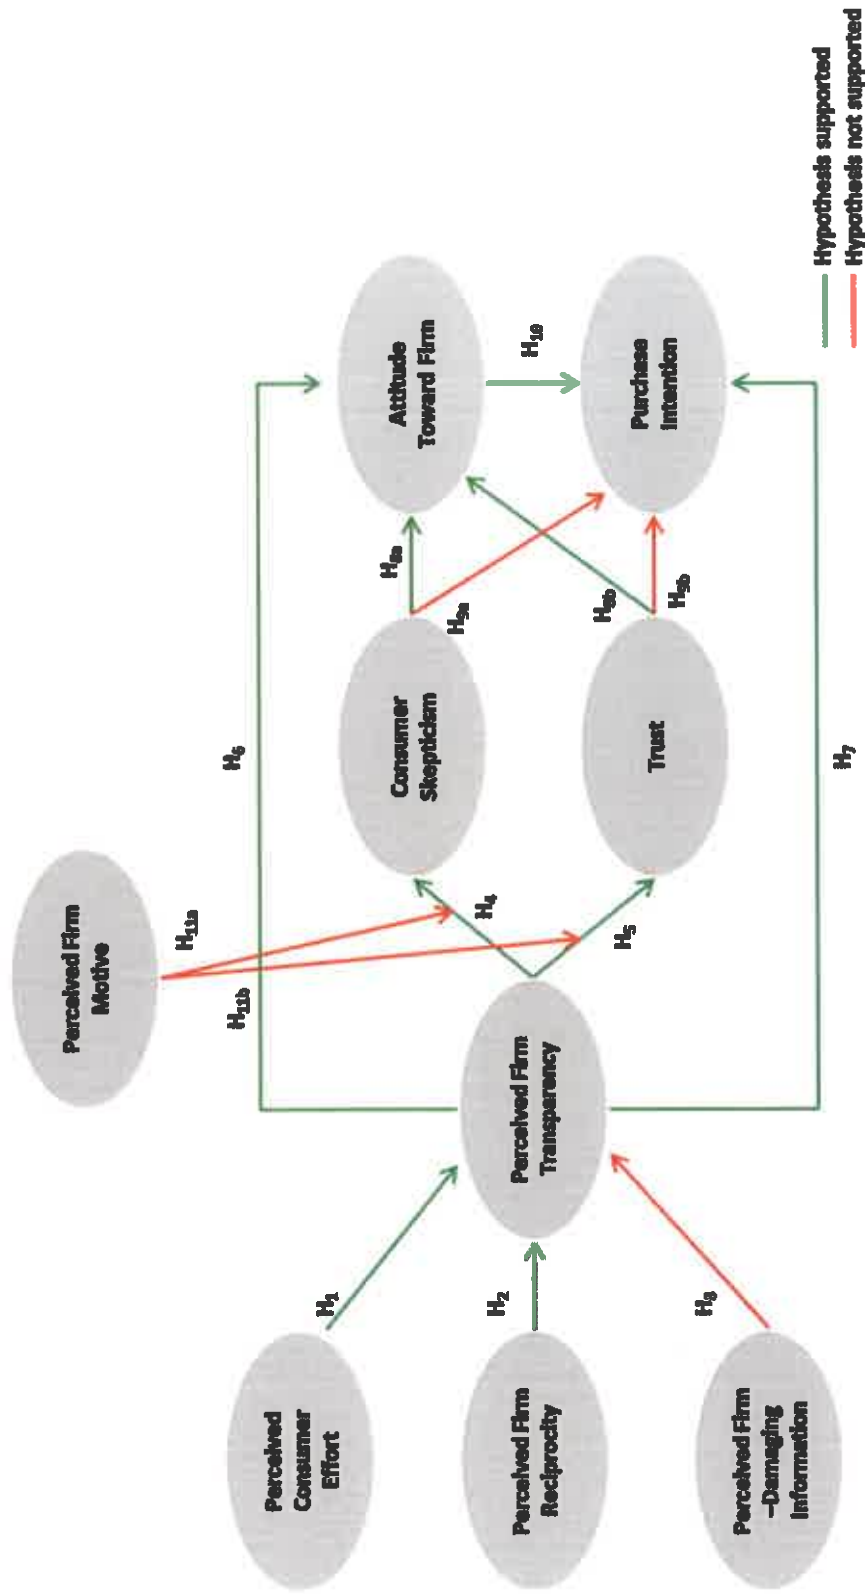 Perceived Firm
Motive
H11b
H11a
H6
Perceived
Consumer
Effort
H1
Consumer
Skepticism
H8a
Attitude
Toward Firm
H9a
H10
H4
Perceived Firm
Reciprocity
H2
Perceived Firm
Transparency
H5
H8b
Trust
H9b
Purchase
Intention
H3
Perceived Firm
–Damaging
Information
H7
Hypothesis supported
Hypothesis not supported